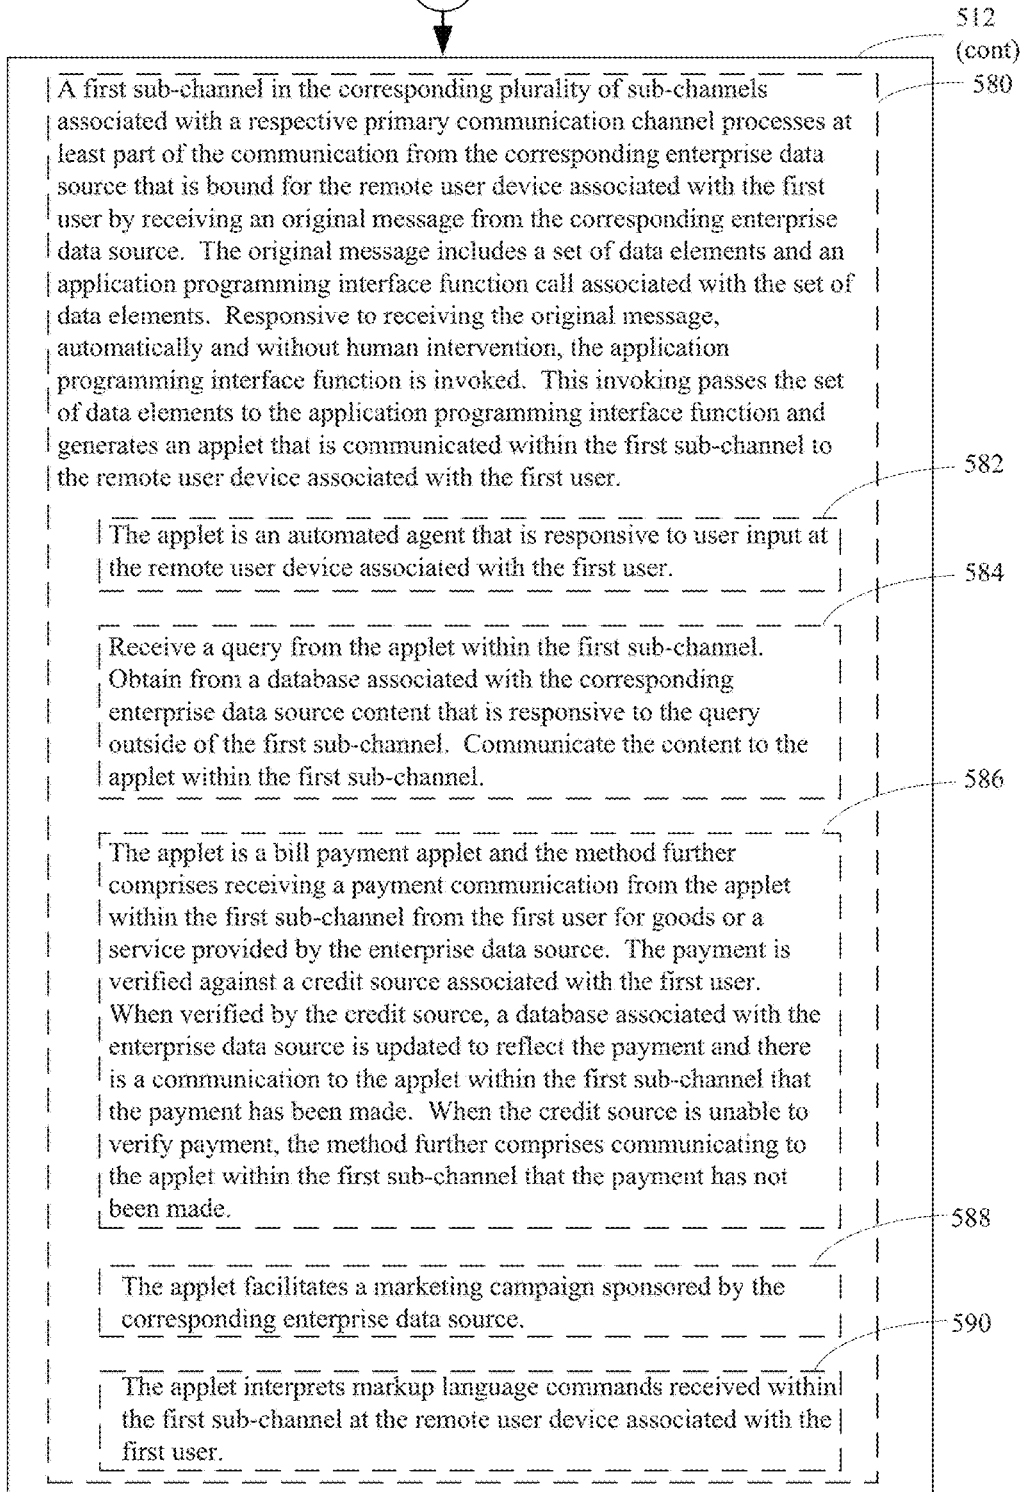 512
(cont)
580
A first sub-channel in the corresponding plurality of sub-channels
associated with a respective primary communication channel processes at
least part of the communication from the corresponding enterprise data
source that is bound for the remote user device associated with the first
user by receiving an original message from the corresponding enterprise
data source.  The original message includes a set of data elements and an
application programming interface function call associated with the set of
data elements.  Responsive to receiving the original message,
automatically and without human intervention, the application
programming interface function is invoked.  This invoking passes the set
of data elements to the application programming interface function and
generates an applet that is communicated within the first sub-channel to
the remote user device associated with the first user.
582
The applet is an automated agent that is responsive to user input at
the remote user device associated with the first user.
584
Receive a query from the applet within the first sub-channel.
Obtain from a database associated with the corresponding
enterprise data source content that is responsive to the query
outside of the first sub-channel.  Communicate the content to the
applet within the first sub-channel.
586
The applet is a bill payment applet and the method further
comprises receiving a payment communication from the applet
within the first sub-channel from the first user for goods or a
service provided by the enterprise data source.  The payment is
verified against a credit source associated with the first user.
When verified by the credit source, a database associated with the
enterprise data source is updated to reflect the payment and there
is a communication to the applet within the first sub-channel that
the payment has been made.  When the credit source is unable to
verify payment, the method further comprises communicating to
the applet within the first sub-channel that the payment has not
been made.
588
The applet facilitates a marketing campaign sponsored by the
corresponding enterprise data source.
590
The applet interprets markup language commands received within
the first sub-channel at the remote user device associated with the
first user.